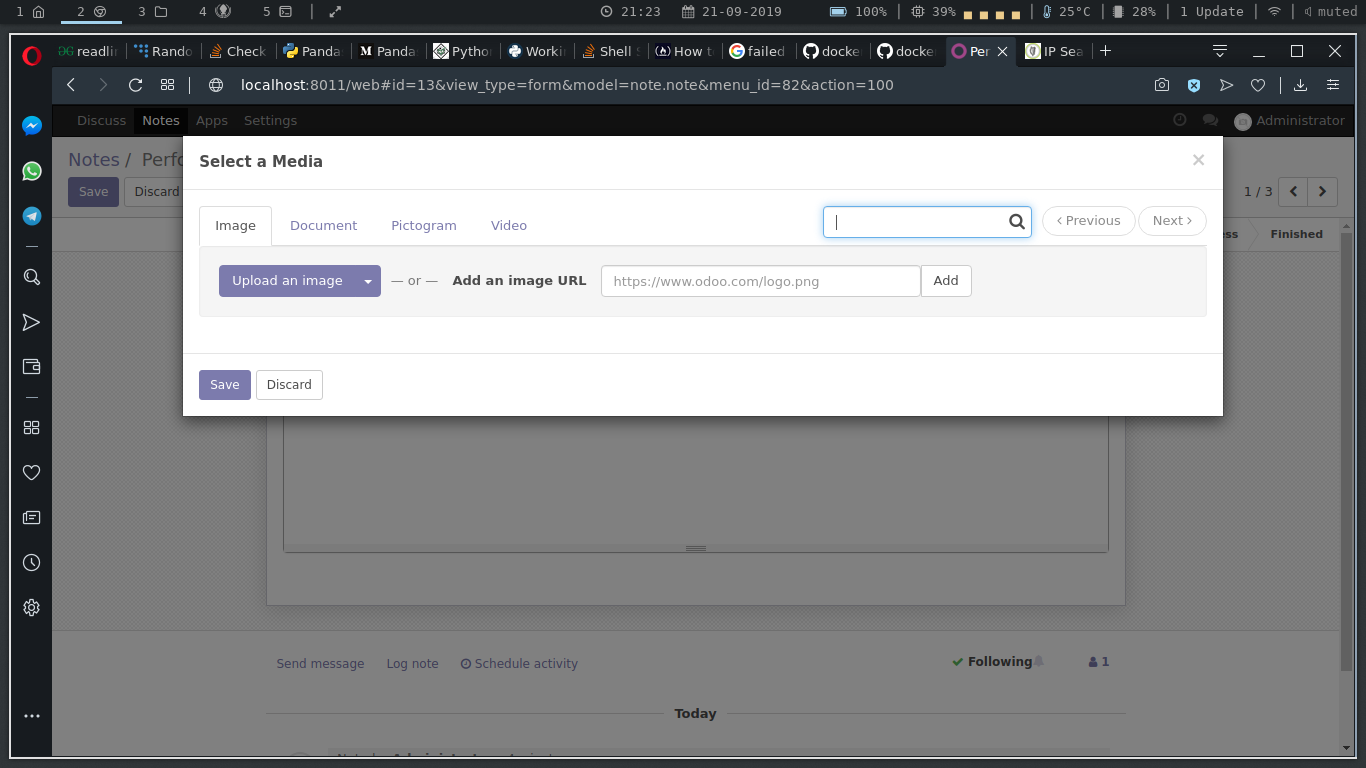 1 2 3 4 5 21:23 21-09-2019 100% 39% 25°C 28% 1 Update muted
readli Rando Check Panda Panda Pytho Worki Shell S How t failed docke docke Per IP Sea
localhost:8011/web#id=13&view_type=form&model=note.note&menu_id=82&action=100
Discuss Notes Apps Settings Administrator
Notes / Perfo
Save Discard 1 / 3
ss Finished
Select a Media ×
Image Document Pictogram Video Previous Next
Upload an image — or — Add an image URL https://www.odoo.com/logo.png Add
Save Discard
Send message Log note Schedule activity Following 1
Today